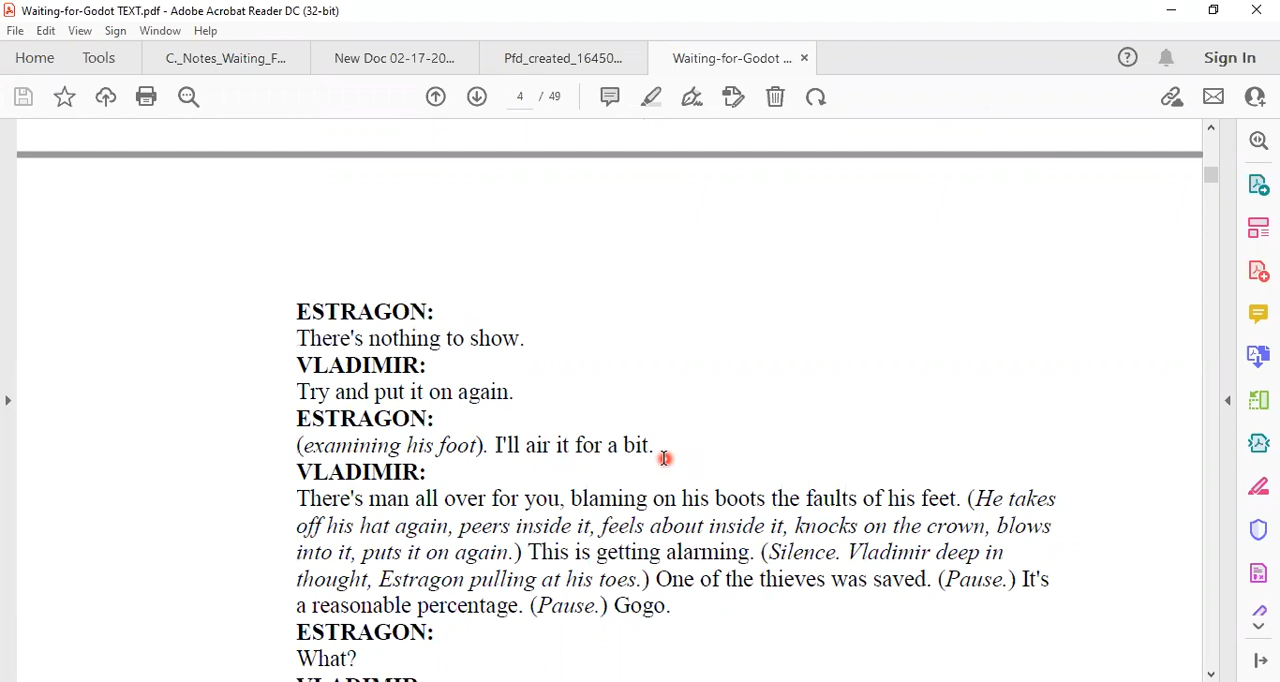 Waiting-for-Godot TEXT.pdf - Adobe Acrobat Reader DC (32-bit)
File Edit View Sign Window Help
Home Tools C._Notes_Waiting_F... New Doc 02-17-20... Pfd_created_16450... Waiting-for-Godot ... × Sign In
4 / 49
ESTRAGON:
There's nothing to show.
VLADIMIR:
Try and put it on again.
ESTRAGON:
(examining his foot). I'll air it for a bit.
VLADIMIR:
There's man all over for you, blaming on his boots the faults of his feet. (He takes
off his hat again, peers inside it, feels about inside it, knocks on the crown, blows
into it, puts it on again.) This is getting alarming. (Silence. Vladimir deep in
thought, Estragon pulling at his toes.) One of the thieves was saved. (Pause.) It's
a reasonable percentage. (Pause.) Gogo.
ESTRAGON:
What?
VLADIMIR: